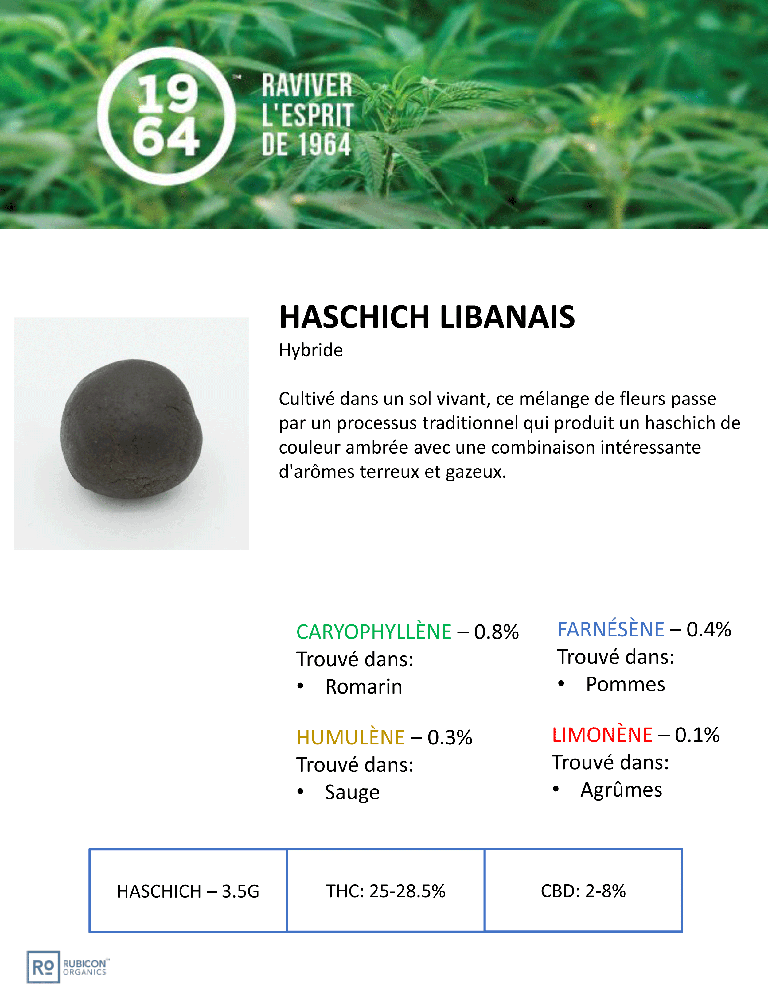 19
64
™
RAVIVER
L'ESPRIT
DE 1964
HASCHICH LIBANAIS
Hybride
Cultivé dans un sol vivant, ce mélange de fleurs passe
par un processus traditionnel qui produit un haschich de
couleur ambrée avec une combinaison intéressante
d'arômes terreux et gazeux.
CARYOPHYLLÈNE – 0.8%
Trouvé dans:
• Romarin
FARNÉSÈNE – 0.4%
Trouvé dans:
• Pommes
HUMULÈNE – 0.3%
Trouvé dans:
• Sauge
LIMONÈNE – 0.1%
Trouvé dans:
• Agrûmes
HASCHICH – 3.5G
THC: 25-28.5%
CBD: 2-8%
RO
RUBICON™
ORGANICS